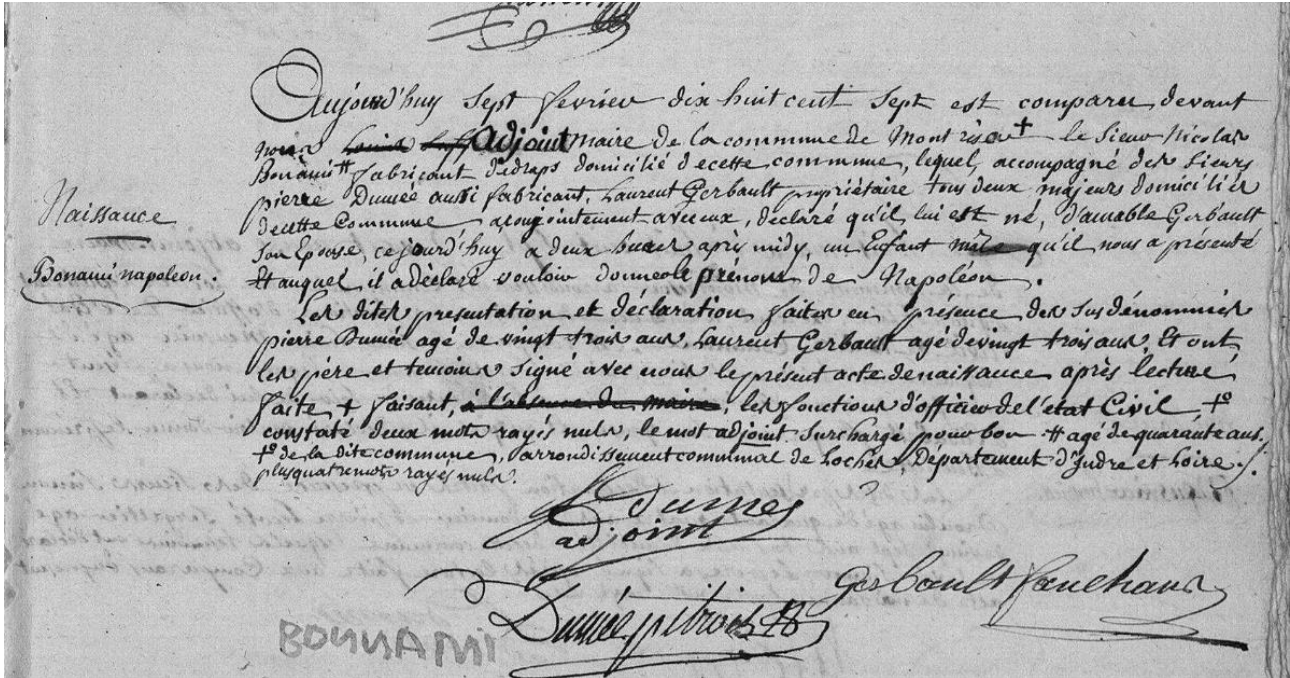 Naissance
Bonami napoleon.
Aujourd'huy Sept fevrier dix huit cent Sept est comparu devant
nous adjoint maire de la commune de Montrésor + le Sieur Nicolas
Bonami # fabricant de draps domicilié de cette commune, lequel, accompagné des Sieurs
pierre Dumée aussi fabricant, Laurent Gerbault propriétaire tous deux majeurs domiciliés
de cette Commune, a conjointement avec eux, déclaré qu'il lui est né, d'amable Gerbault
Son Epouse, ce jourd'huy a deux heures après midy, un Enfant mâle qu'il nous a présenté
Et auquel il a déclaré vouloir donner le prénom de Napoléon.
Les dites presentation et déclaration faites en présence des Susdénommés
pierre Dumée agé de vingt trois ans, Laurent Gerbault agé de vingt trois ans, Et ont
les père et temoins Signé avec nous le présent acte de naissance après lecture
faite + faisant, à l'absence du maire, les fonctions d'officier de l'état Civil, +o
constaté deux mots rayés nuls, le mot adjoint Surchargé pour bon # agé de quarante ans.
+o de la dite commune, arrondissement communal de Loches, Département d'Indre et Loire.
plus quatre mots rayés nuls.
Dumée
adjoint
Gerbault
Dumée
BONNAMI